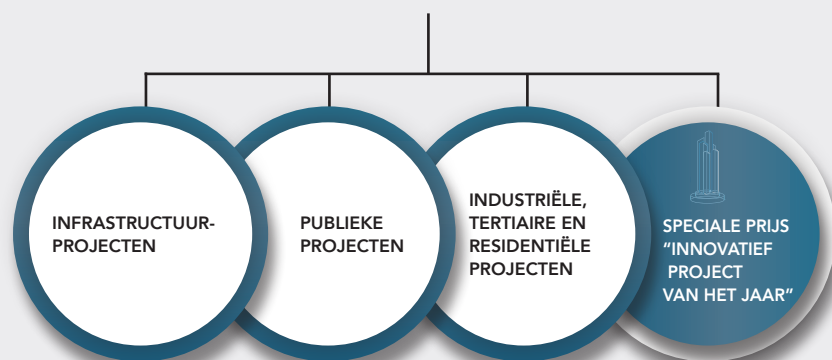 INFRASTRUCTUUR-
PROJECTEN
PUBLIEKE
PROJECTEN
INDUSTRIËLE,
TERTIAIRE EN
RESIDENTIËLE
PROJECTEN
SPECIALE PRIJS
“INNOVATIEF
PROJECT
VAN HET JAAR”